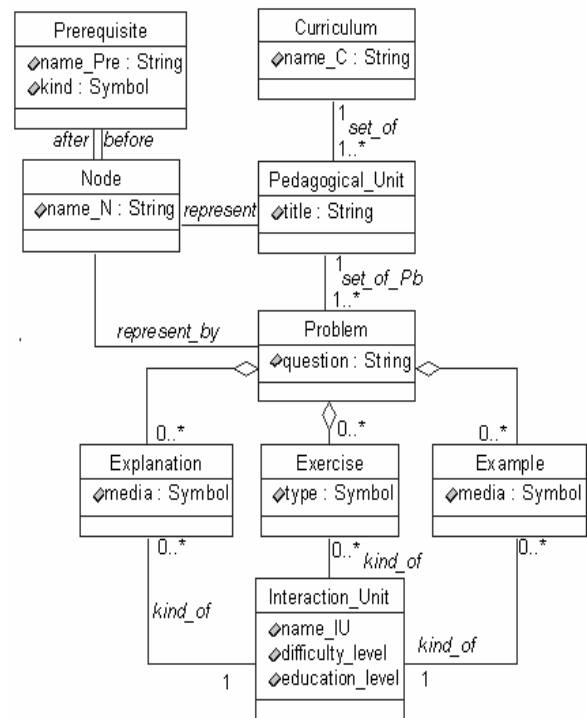 Prerequisite
name_Pre : String
kind : Symbol
Curriculum
name_C : String
after before
1
set_of
1..*
Node
name_N : String
represent
Pedagogical_Unit
title : String
1
set_of_Pb
1..*
represent_by
Problem
question : String
0..*
0..*
0..*
Explanation
media : Symbol
Exercise
type : Symbol
Example
media : Symbol
0..*
0..*
0..*
kind_of
kind_of
Interaction_Unit
name_IU
difficulty_level
education_level
kind_of
1
1